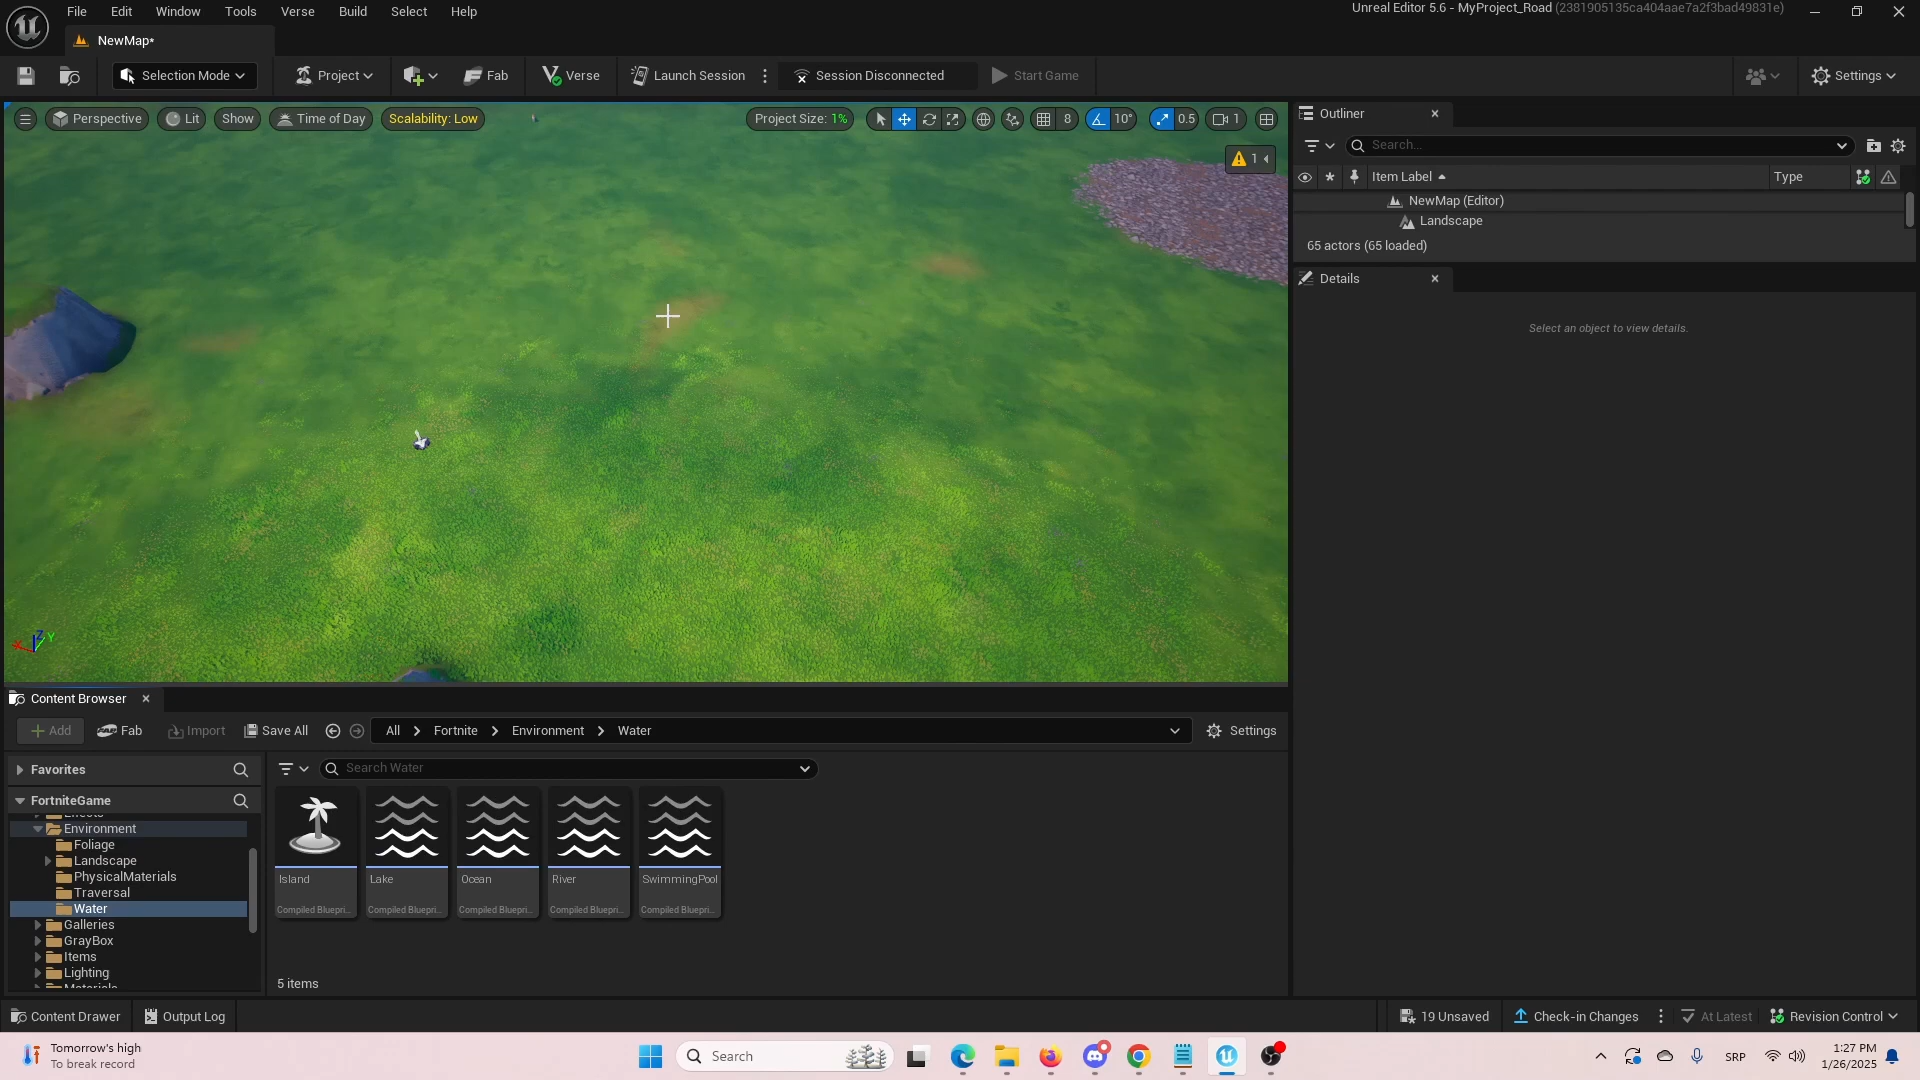 File Edit Window Tools Verse Build Select Help
Unreal Editor 5.6 - MyProject_Road (2381905135ca404aae7a2f3bad49831e)
NewMap*
Selection Mode Project Fab Verse Launch Session Session Disconnected Start Game Settings
Perspective Lit Show Time of Day Scalability: Low Project Size: 1% 8 10° 0.5 1
1
Outliner
Search...
Item Label Type
NewMap (Editor)
Landscape
65 actors (65 loaded)
Details
Select an object to view details.
X Z Y
Content Browser
Add Fab Import Save All All Fortnite Environment Water Settings
Favorites
Search Water
FortniteGame
Effects
Environment
Foliage
Landscape
PhysicalMaterials
Traversal
Water
Galleries
GrayBox
Items
Lighting
Materials
Island Lake Ocean River SwimmingPool
Compiled Bluepri... Compiled Bluepri... Compiled Bluepri... Compiled Bluepri... Compiled Bluepri...
5 items
Content Drawer Output Log 19 Unsaved Check-in Changes At Latest Revision Control
Tomorrow's high
To break record
Search
SRP
1:27 PM
1/26/2025